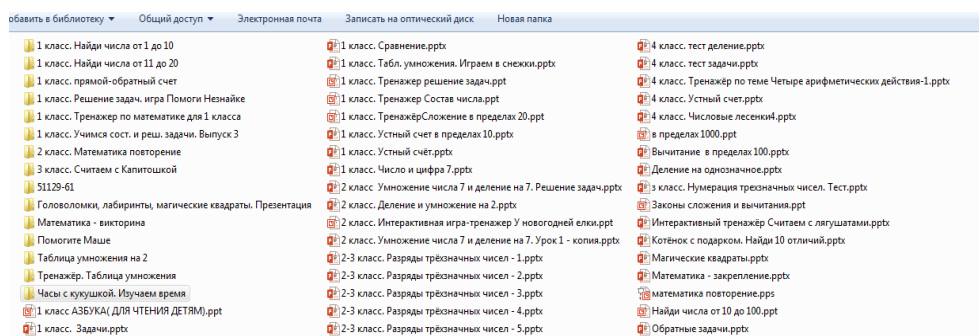 обавить в библиотеку Общий доступ Электронная почта Записать на оптический диск Новая папка
1 класс. Найди числа от 1 до 10
1 класс. Найди числа от 11 до 20
1 класс. прямой-обратный счет
1 класс. Решение задач. игра Помоги Незнайке
1 класс. Тренажер по математике для 1 класса
1 класс. Учимся сост. и реш. задачи. Выпуск 3
2 класс. Математика повторение
3 класс. Считаем с Капитошкой
51129-61
Головоломки, лабиринты, магические квадраты. Презентация
Математика - викторина
Помогите Маше
Таблица умножения на 2
Тренажёр. Таблица умножения
Часы с кукушкой. Изучаем время
1 класс АЗБУКА( ДЛЯ ЧТЕНИЯ ДЕТЯМ).ppt
1 класс.  Задачи.pptx
1 класс. Сравнение.pptx
1 класс. Табл. умножения. Играем в снежки.pptx
1 класс. Тренажер решение задач.ppt
1 класс. Тренажер Состав числа.ppt
1 класс. ТренажёрСложение в пределах 20.ppt
1 класс. Устный счет в пределах 10.pptx
1 класс. Устный счёт.pptx
1 класс. Число и цифра 7.pptx
2 класс  Умножение числа 7 и деление на 7. Решение задач.pptx
2 класс. Деление и умножение на 2.pptx
2 класс. Интерактивная игра-тренажер У новогодней елки.ppt
2 класс. Умножение числа 7 и деление на 7. Урок 1 - копия.pptx
2-3 класс. Разряды трёхзначных чисел - 1.pptx
2-3 класс. Разряды трёхзначных чисел - 2.pptx
2-3 класс. Разряды трёхзначных чисел - 3.pptx
2-3 класс. Разряды трёхзначных чисел - 4.pptx
2-3 класс. Разряды трёхзначных чисел - 5.pptx
4 класс. тест деление.pptx
4 класс. тест задачи.pptx
4 класс. Тренажёр по теме Четыре арифметических действия-1.pptx
4 класс. Устный счет.pptx
4 класс. Числовые лесенки4.pptx
в пределах 1000.ppt
Вычитание  в пределах 100.pptx
Деление на однозначное.pptx
з класс. Нумерация трехзначных чисел. Тест.pptx
Законы сложения и вычитания.ppt
Интерактивный тренажёр Считаем с лягушатами.pptx
Котёнок с подарком. Найди 10 отличий.pptx
Магические квадраты.pptx
Математика - закрепление.pptx
математика повторение.pps
Найди числа от 10 до 100.ppt
Обратные задачи.pptx